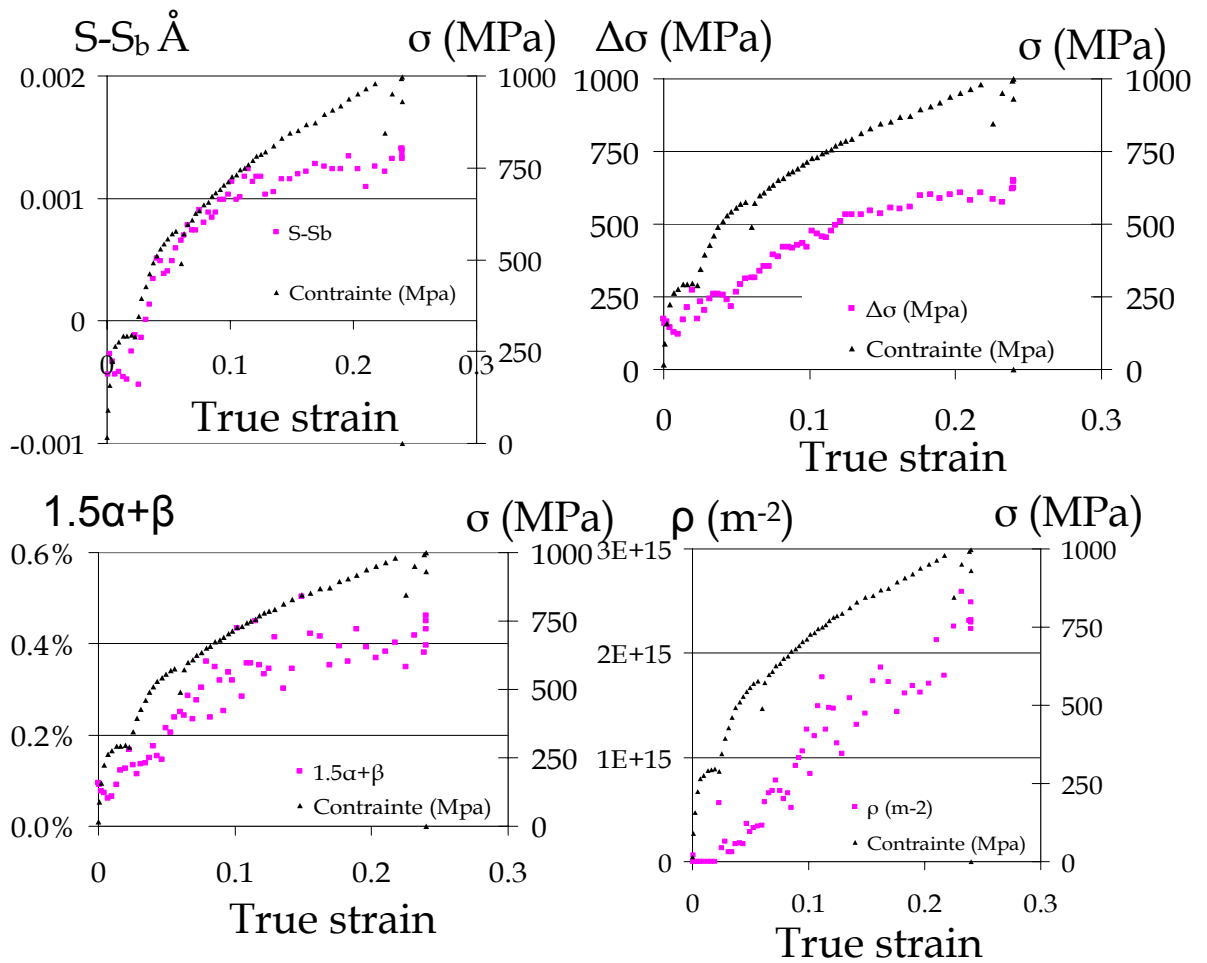 S-Sb Å σ (MPa)
0.002 1000
750
0.001
S-Sb
500
Contrainte (Mpa)
0
250
0 0.1 0.2 0.3
True strain
-0.001 0
Δσ (MPa) σ (MPa)
1000 1000
750 750
500 500
250 250
Δσ (Mpa)
Contrainte (Mpa)
0 0
0 0.1 0.2 0.3
True strain
1.5α+β σ (MPa)
0.6% 1000
750
0.4%
500
0.2%
250
1.5α+β
Contrainte (Mpa)
0.0% 0
0 0.1 0.2 0.3
True strain
ρ (m-2) σ (MPa)
3E+15 1000
750
2E+15
500
1E+15
250
ρ (m-2)
Contrainte (Mpa)
0 0
0 0.1 0.2 0.3
True strain